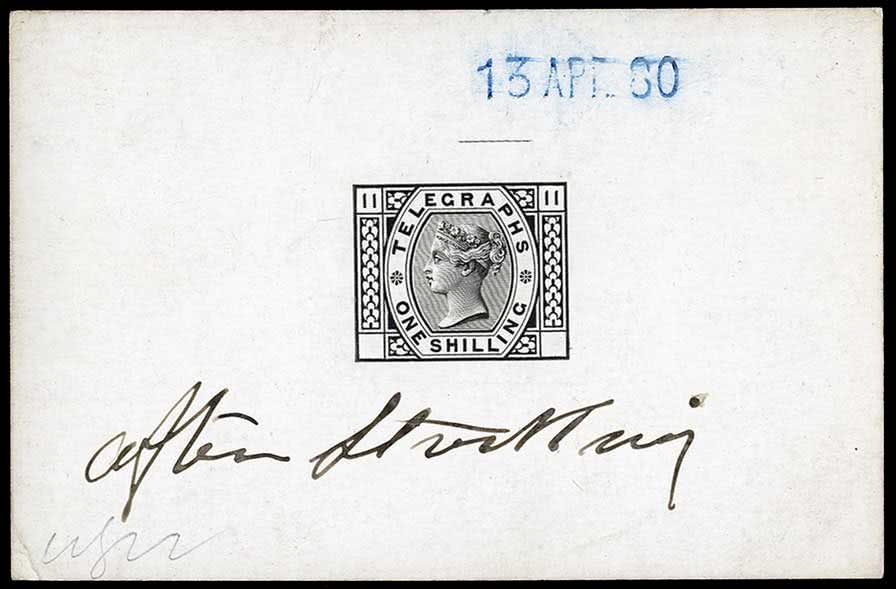 13 APR. 80
11 11
TELEGRAPHS
ONE SHILLING
after Striking